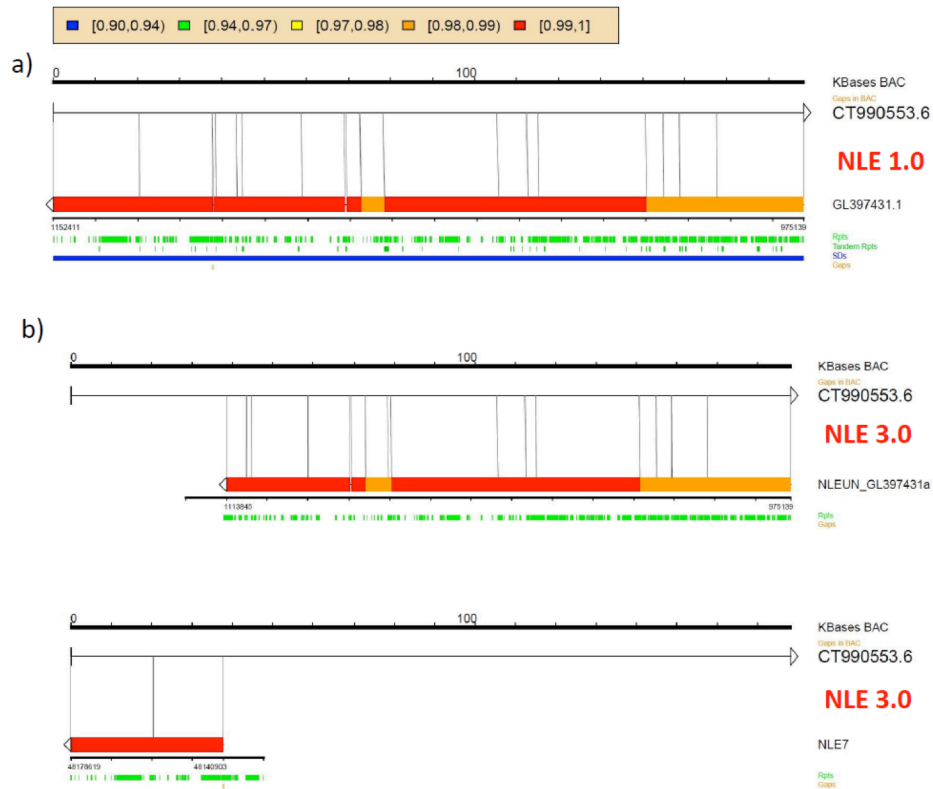 [0.90,0.94) [0.94,0.97) [0.97,0.98) [0.98,0.99) [0.99,1]
a)
0 100
KBases BAC
Gaps in BAC
CT990553.6
NLE 1.0
GL397431.1
1152411 975139
Rpts
Tandem Rpts
SDs
Gaps
b)
0 100
KBases BAC
Gaps in BAC
CT990553.6
NLE 3.0
NLEUN_GL397431a
1113840 975139
Rpts
Gaps
0 100
KBases BAC
Gaps in BAC
CT990553.6
NLE 3.0
NLE7
48178619 48140903
Rpts
Gaps